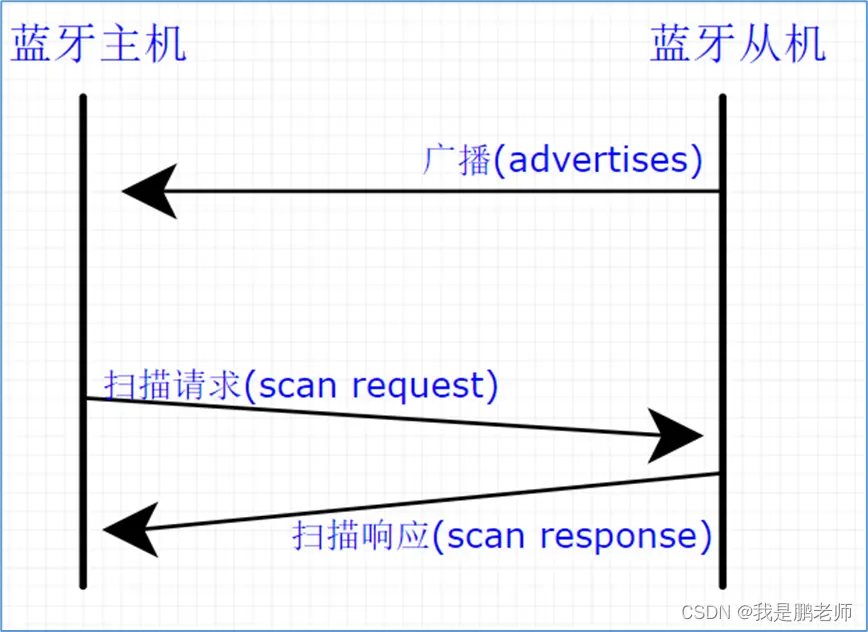 蓝牙主机
蓝牙从机
广播(advertises)
扫描请求(scan request)
扫描响应(scan response)
CSDN @我是鹏老师